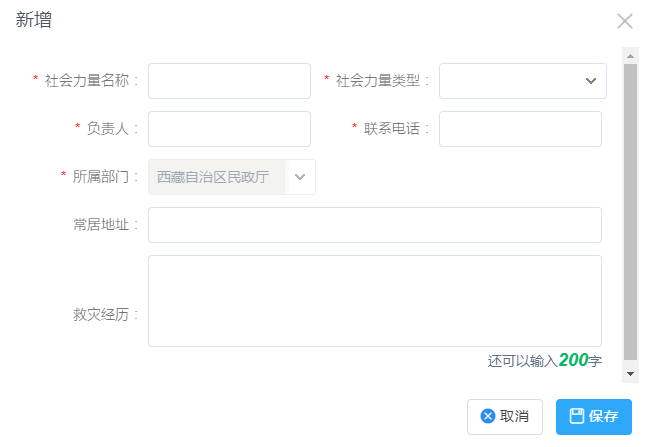 新增
* 社会力量名称 : * 社会力量类型 :
* 负责人 : * 联系电话 :
* 所属部门 : 西藏自治区民政厅
常居地址 :
救灾经历 :
还可以输入200字
取消 保存